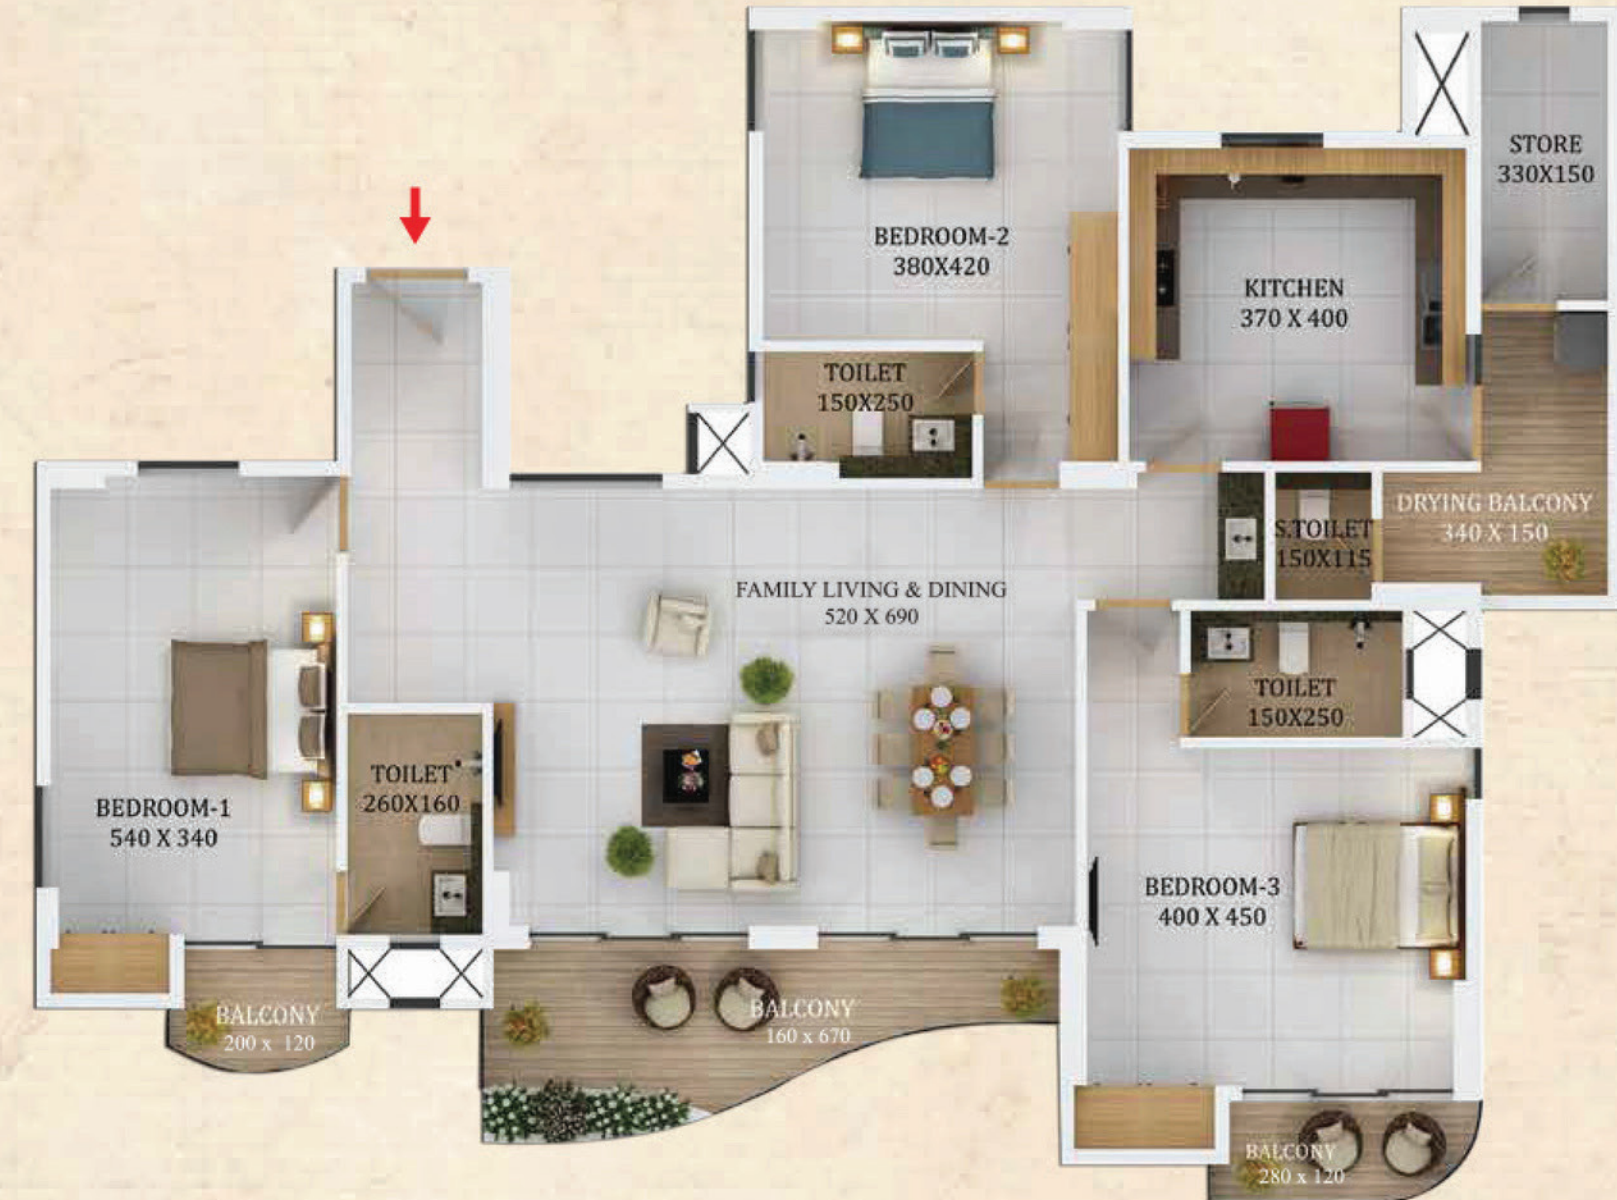 STORE
330X150
BEDROOM-2
380X420
KITCHEN
370 X 400
TOILET
150X250
DRYING BALCONY
340 X 150
S.TOILET
150X115
FAMILY LIVING & DINING
520 X 690
TOILET
150X250
TOILET
260X160
BEDROOM-1
540 X 340
BEDROOM-3
400 X 450
BALCONY
200 x 120
BALCONY
160 x 670
BALCONY
280 x 120